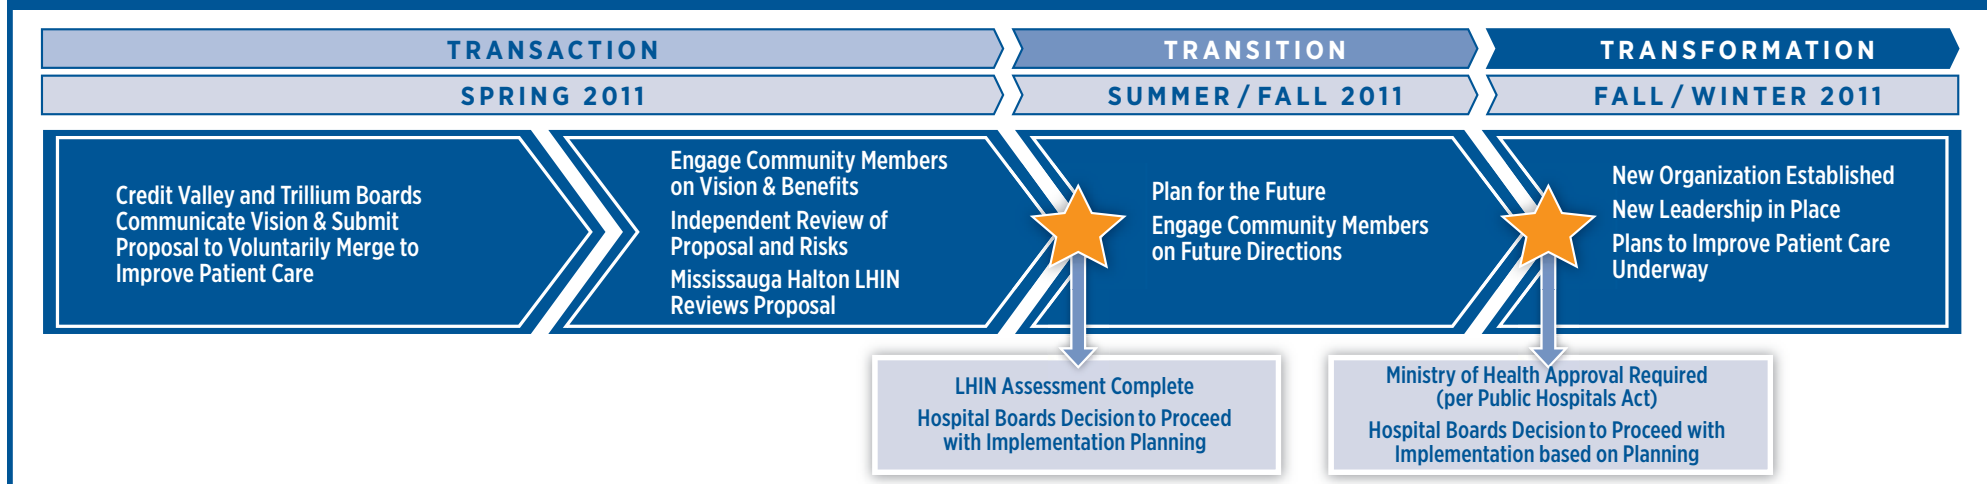 TRANSACTION
TRANSITION
TRANSFORMATION
SPRING 2011
SUMMER / FALL 2011
FALL / WINTER 2011
Credit Valley and Trillium Boards
Communicate Vision & Submit
Proposal to Voluntarily Merge to
Improve Patient Care
Engage Community Members
on Vision & Benefits
Independent Review of
Proposal and Risks
Mississauga Halton LHIN
Reviews Proposal
Plan for the Future
Engage Community Members
on Future Directions
New Organization Established
New Leadership in Place
Plans to Improve Patient Care
Underway
LHIN Assessment Complete
Hospital Boards Decision to Proceed
with Implementation Planning
Ministry of Health Approval Required
(per Public Hospitals Act)
Hospital Boards Decision to Proceed with
Implementation based on Planning